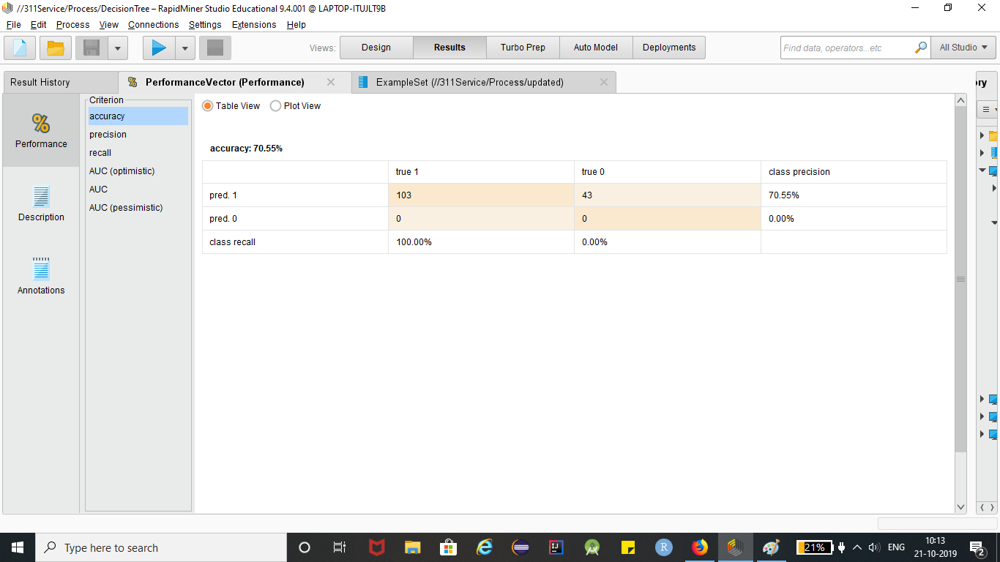 //311Service/Process/DecisionTree – RapidMiner Studio Educational 9.4.001 @ LAPTOP-ITUJLT9B
File Edit Process View Connections Settings Extensions Help
Views: Design Results Turbo Prep Auto Model Deployments Find data, operators...etc All Studio
Result History PerformanceVector (Performance) ExampleSet (//311Service/Process/updated) ory
Criterion
accuracy
precision
recall
AUC (optimistic)
AUC
AUC (pessimistic)
%
Performance
Description
Annotations
Table View Plot View
accuracy: 70.55%
true 1 true 0 class precision
pred. 1 103 43 70.55%
pred. 0 0 0 0.00%
class recall 100.00% 0.00%
Type here to search
IJ
R
21%
ENG
10:13
21-10-2019
2